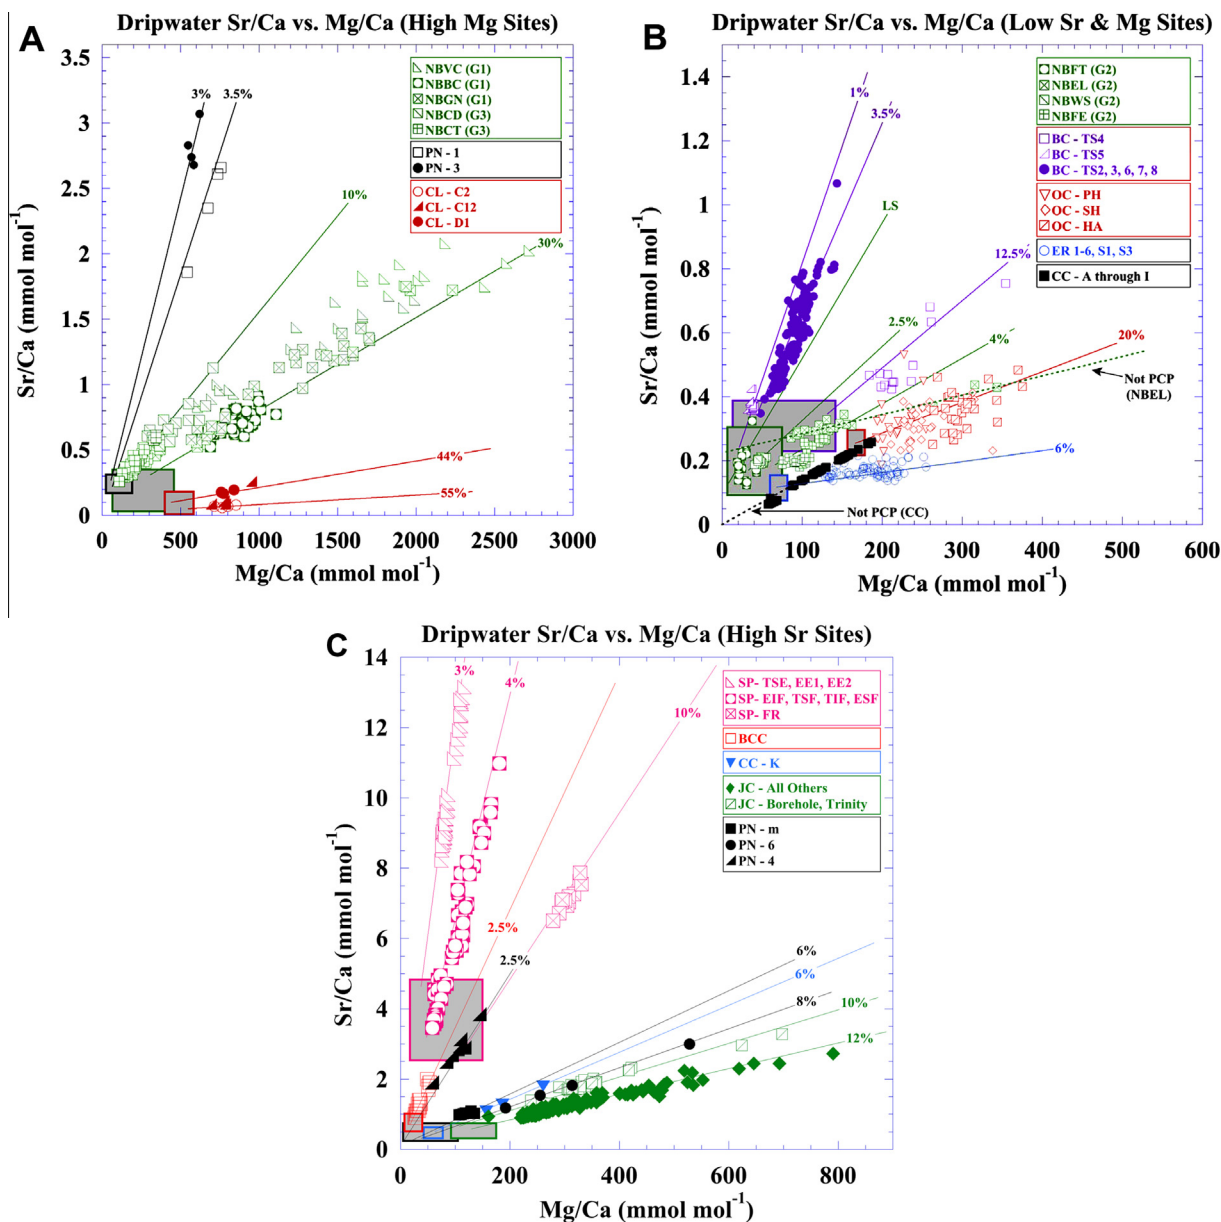 A
Dripwater Sr/Ca vs. Mg/Ca (High Mg Sites)
3.5
3
2.5
2
1.5
1
0.5
0
Sr/Ca (mmol mol⁻¹)
0 500 1000 1500 2000 2500 3000
Mg/Ca (mmol mol⁻¹)
3%
3.5%
10%
30%
44%
55%
NBVC (G1)
NBBC (G1)
NBGN (G1)
NBCD (G3)
NBCT (G3)
PN - 1
PN - 3
CL - C2
CL - C12
CL - D1
B
Dripwater Sr/Ca vs. Mg/Ca (Low Sr & Mg Sites)
1.4
1.2
1
0.8
0.6
0.4
0.2
0
Sr/Ca (mmol mol⁻¹)
0 100 200 300 400 500 600
Mg/Ca (mmol mol⁻¹)
1%
3.5%
LS
12.5%
2.5%
4%
20%
Not PCP
(NBEL)
6%
Not PCP (CC)
NBFT (G2)
NBEL (G2)
NBWS (G2)
NBFE (G2)
BC - TS4
BC - TS5
BC - TS2, 3, 6, 7, 8
OC - PH
OC - SH
OC - HA
ER 1-6, S1, S3
CC - A through I
C
Dripwater Sr/Ca vs. Mg/Ca (High Sr Sites)
14
12
10
8
6
4
2
0
Sr/Ca (mmol mol⁻¹)
0 200 400 600 800
Mg/Ca (mmol mol⁻¹)
3%
4%
10%
2.5%
2.5%
6%
6%
8%
10%
12%
SP- TSE, EE1, EE2
SP- EIF, TSF, TIF, ESF
SP- FR
BCC
CC - K
JC - All Others
JC - Borehole, Trinity
PN - m
PN - 6
PN - 4